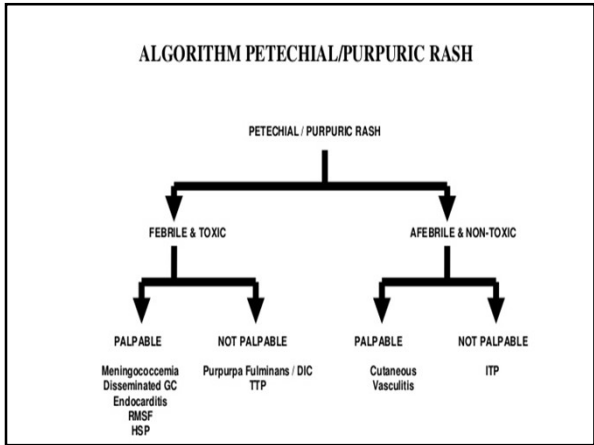 ALGORITHM PETECHIAL/PURPURIC RASH
PETECHIAL / PURPURIC RASH
FEBRILE & TOXIC
AFEBRILE & NON-TOXIC
PALPABLE
Meningococcemia
Disseminated GC
Endocarditis
RMSF
HSP
NOT PALPABLE
Purpurpa Fulminans / DIC
TTP
PALPABLE
Cutaneous
Vasculitis
NOT PALPABLE
ITP